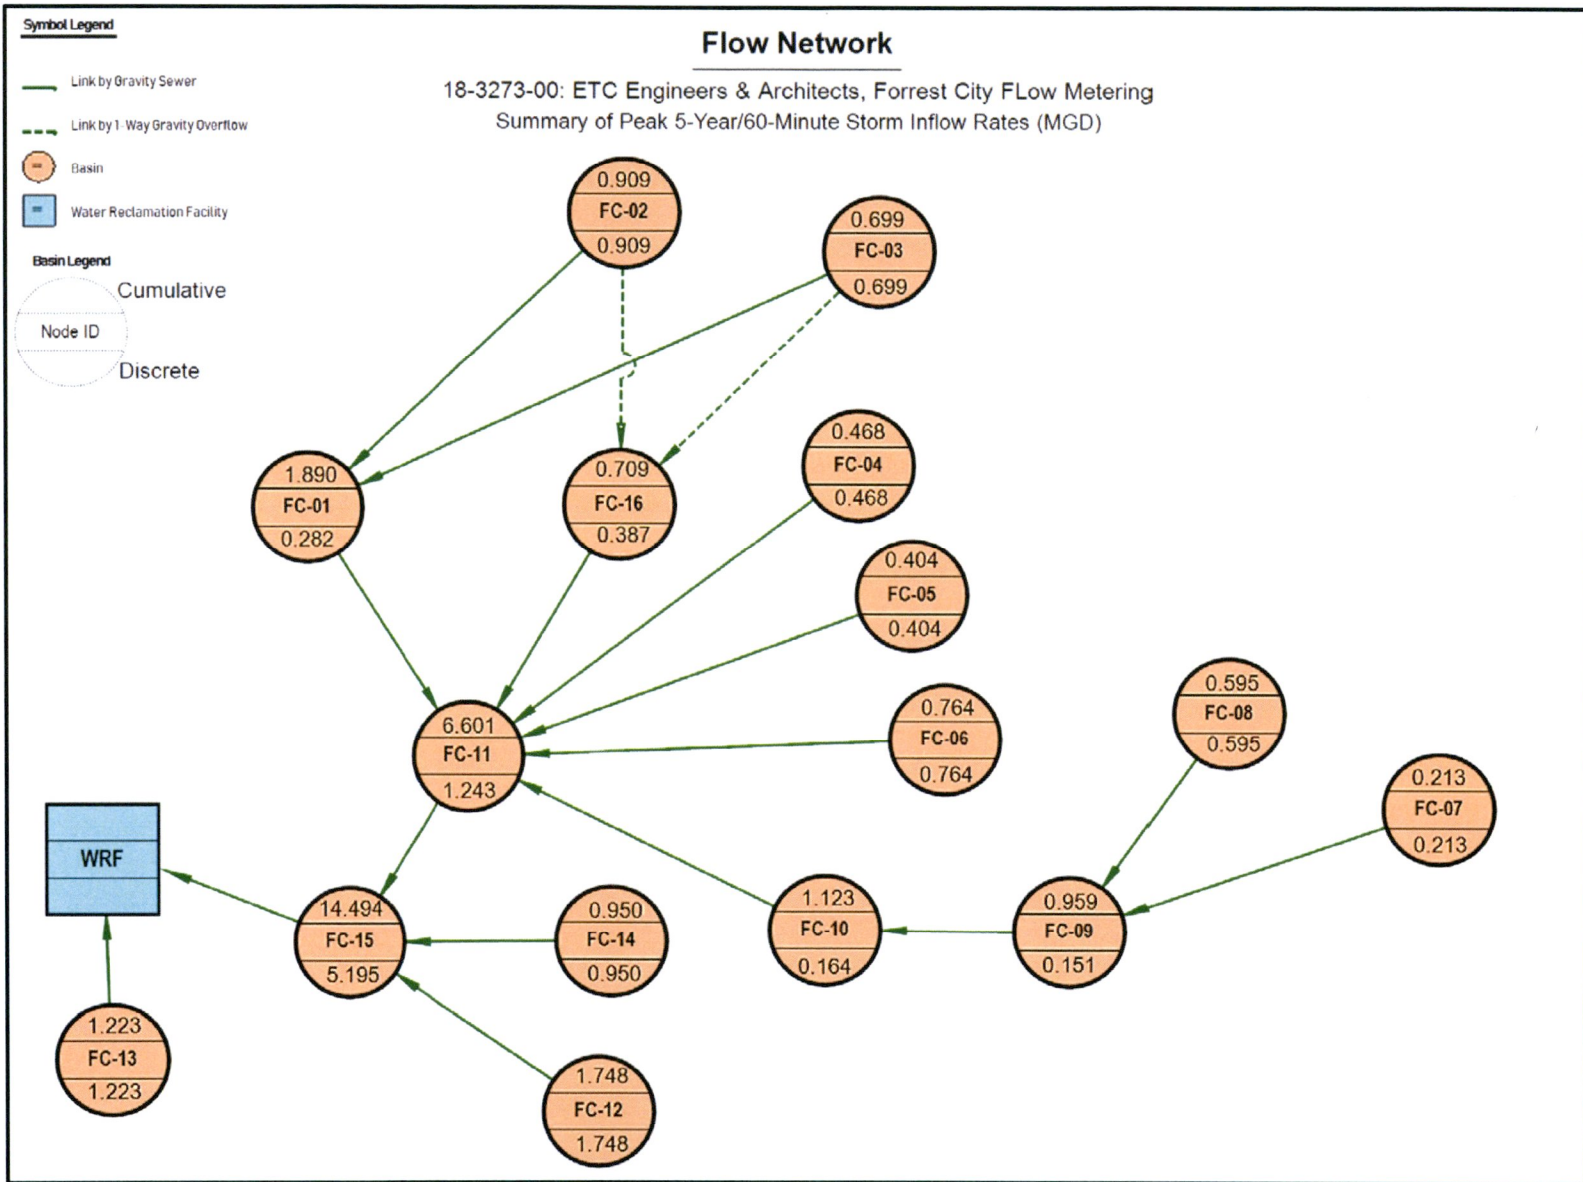 Symbol Legend
Link by Gravity Sewer
Link by 1-Way Gravity Overflow
Basin
Water Reclamation Facility
Basin Legend
Cumulative
Node ID
Discrete
Flow Network
18-3273-00: ETC Engineers & Architects, Forrest City FLow Metering
Summary of Peak 5-Year/60-Minute Storm Inflow Rates (MGD)
0.909
FC-02
0.909
0.699
FC-03
0.699
1.890
FC-01
0.282
0.709
FC-16
0.387
0.468
FC-04
0.468
0.404
FC-05
0.404
6.601
FC-11
1.243
0.764
FC-06
0.764
0.595
FC-08
0.595
0.213
FC-07
0.213
WRF
14.494
FC-15
5.195
0.950
FC-14
0.950
1.123
FC-10
0.164
0.959
FC-09
0.151
1.223
FC-13
1.223
1.748
FC-12
1.748